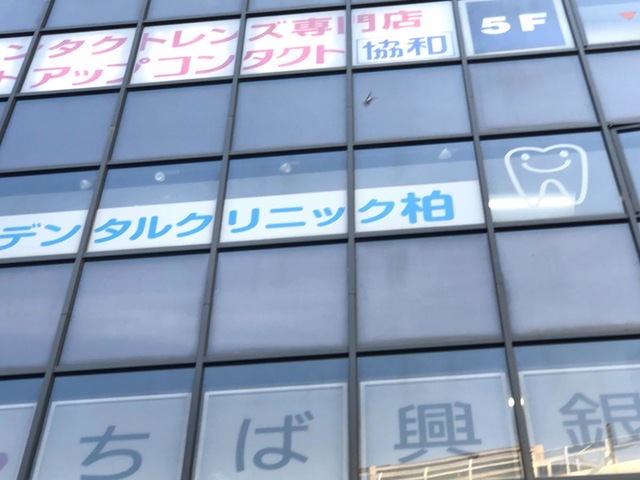 ンタクトレンズ専門店
トアップコンタクト 協和
5F
デンタルクリニック柏
ちば興銀